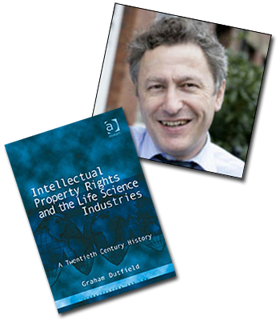 a
Intellectual
Property Rights
and the Life Science
Industries
A Twentieth Century History
Graham Dutfield